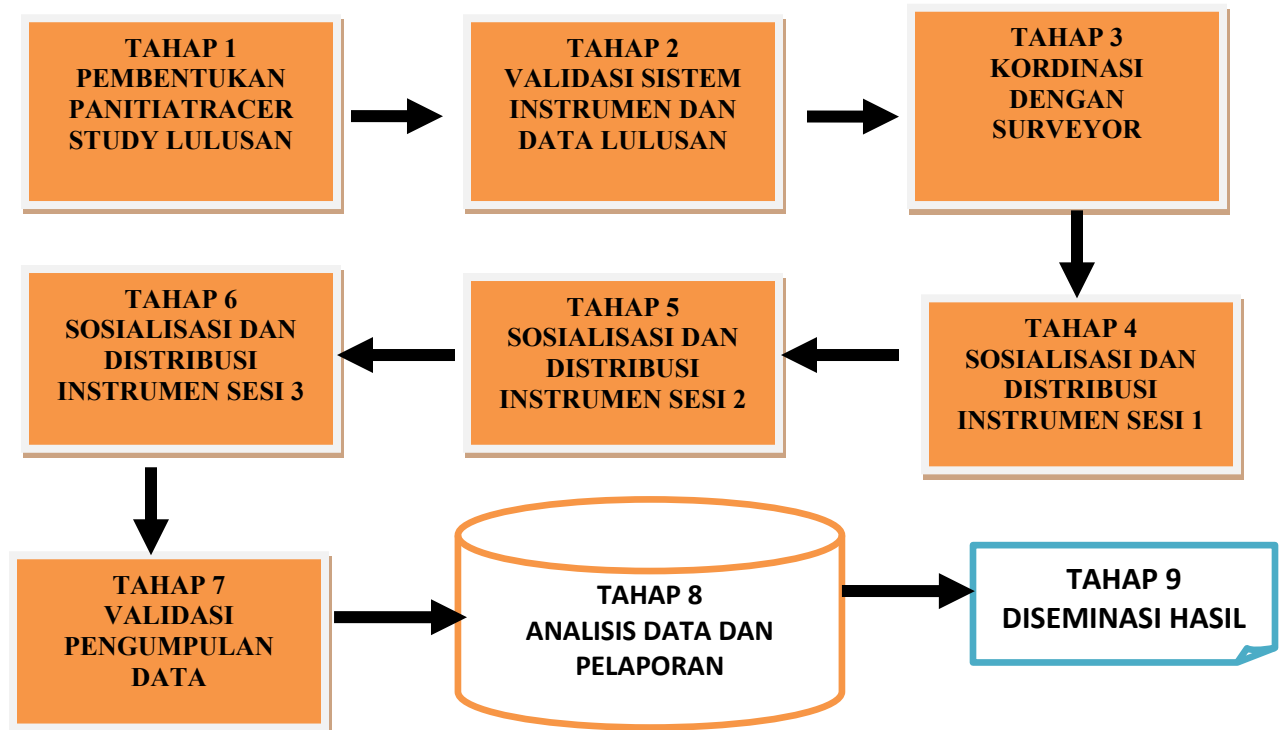 TAHAP 1
PEMBENTUKAN
PANITIATRACER
STUDY LULUSAN
TAHAP 2
VALIDASI SISTEM
INSTRUMEN DAN
DATA LULUSAN
TAHAP 3
KORDINASI
DENGAN
SURVEYOR
TAHAP 4
SOSIALISASI DAN
DISTRIBUSI
INSTRUMEN SESI 1
TAHAP 5
SOSIALISASI DAN
DISTRIBUSI
INSTRUMEN SESI 2
TAHAP 6
SOSIALISASI DAN
DISTRIBUSI
INSTRUMEN SESI 3
TAHAP 7
VALIDASI
PENGUMPULAN
DATA
TAHAP 8
ANALISIS DATA DAN
PELAPORAN
TAHAP 9
DISEMINASI HASIL